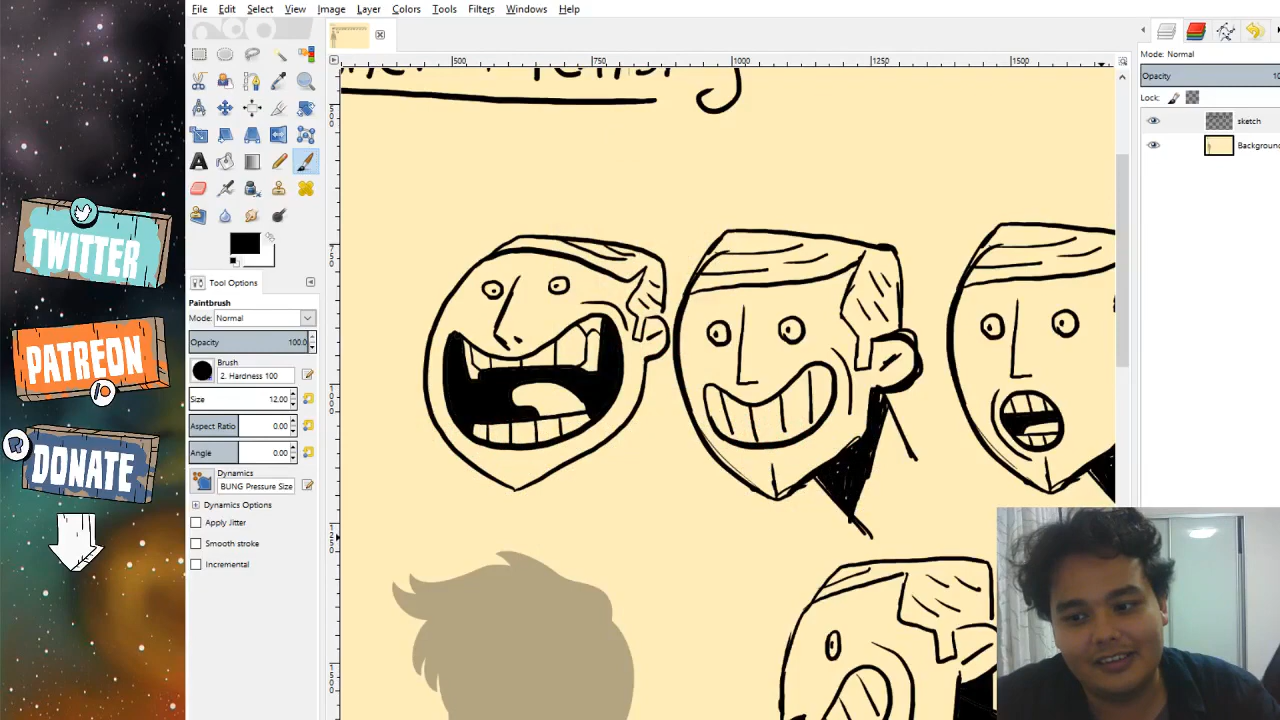 File Edit Select View Image Layer Colors Tools Filters Windows Help
500 750 1000 1250 1500
Mode: Normal
Opacity 10
Lock:
sketch
Background
TWITTER
PATREON
DONATE
Tool Options
Paintbrush
Mode: Normal
Opacity 100.0
Brush
2. Hardness 100
Size 12.00
Aspect Ratio 0.00
Angle 0.00
Dynamics
BUNG Pressure Size
Dynamics Options
Apply Jitter
Smooth stroke
Incremental